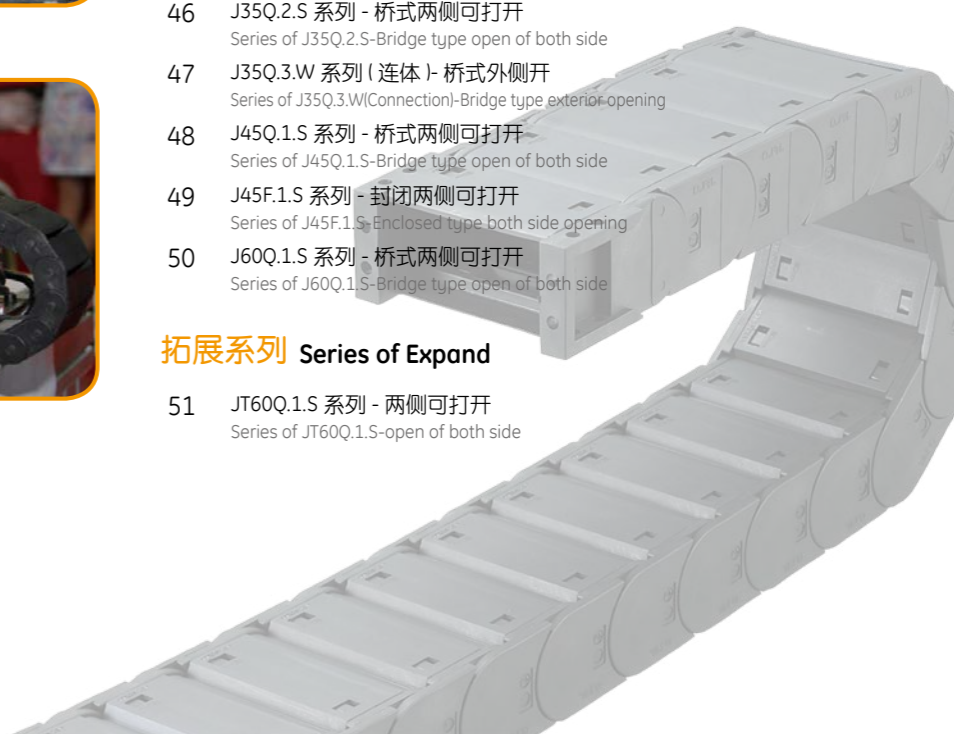 46 J35Q.2.S 系列 - 桥式两侧可打开
Series of J35Q.2.S-Bridge type open of both side
47 J35Q.3.W 系列 ( 连体 )- 桥式外侧开
Series of J35Q.3.W(Connection)-Bridge type exterior opening
48 J45Q.1.S 系列 - 桥式两侧可打开
Series of J45Q.1.S-Bridge type open of both side
49 J45F.1.S 系列 - 封闭两侧可打开
Series of J45F.1.S-Enclosed type both side opening
50 J60Q.1.S 系列 - 桥式两侧可打开
Series of J60Q.1.S-Bridge type open of both side
拓展系列 Series of Expand
51 JT60Q.1.S 系列 - 两侧可打开
Series of JT60Q.1.S-open of both side